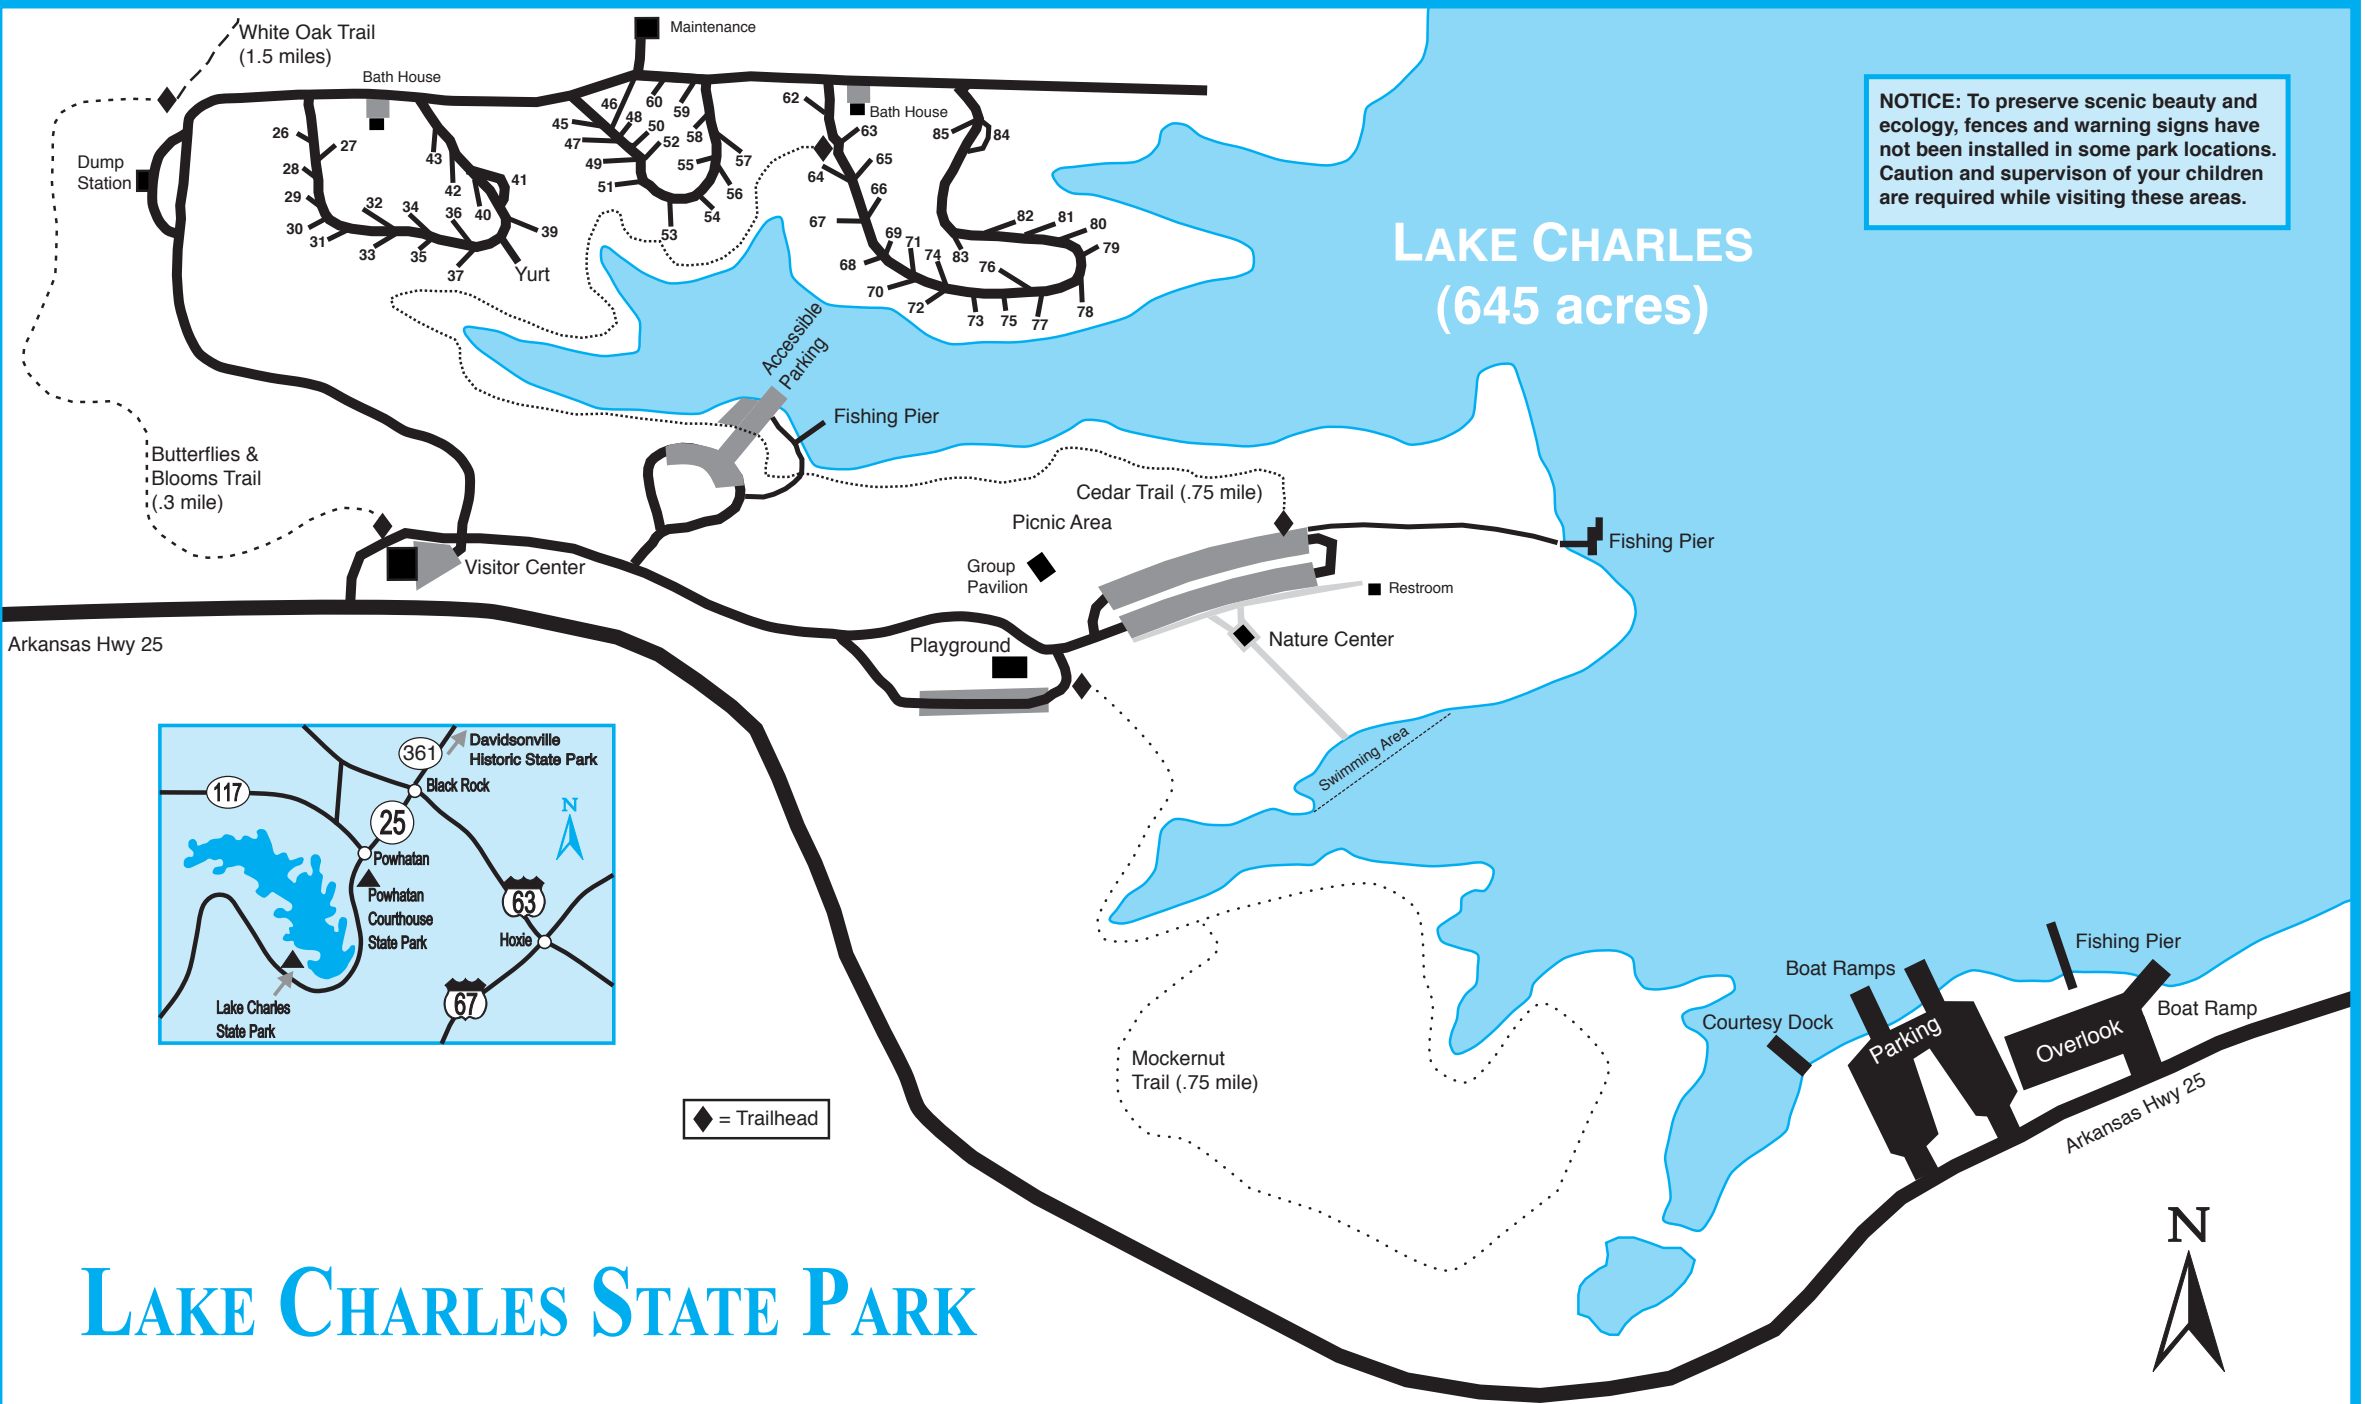 White Oak Trail
(1.5 miles)
Maintenance
Bath House
Bath House
Dump
Station
26
27
28
29
30
31
32
33
34
35
36
37
39
40
41
42
43
Yurt
45
46
47
48
49
50
51
52
53
54
55
56
57
58
59
60
62
63
64
65
66
67
68
69
70
71
72
73
74
75
76
77
78
79
80
81
82
83
84
85
NOTICE: To preserve scenic beauty and
ecology, fences and warning signs have
not been installed in some park locations.
Caution and supervison of your children
are required while visiting these areas.
LAKE CHARLES
(645 acres)
Accessible
Parking
Fishing Pier
Butterflies &
Blooms Trail
(.3 mile)
Visitor Center
Cedar Trail (.75 mile)
Picnic Area
Group
Pavilion
Fishing Pier
Restroom
Nature Center
Playground
Arkansas Hwy 25
Swimming Area
361
Davidsonville
Historic State Park
117
Black Rock
25
N
Powhatan
Powhatan
Courthouse
State Park
63
Hoxie
67
Lake Charles
State Park
Mockernut
Trail (.75 mile)
= Trailhead
Fishing Pier
Boat Ramps
Boat Ramp
Courtesy Dock
Parking
Overlook
Arkansas Hwy 25
N
LAKE CHARLES STATE PARK